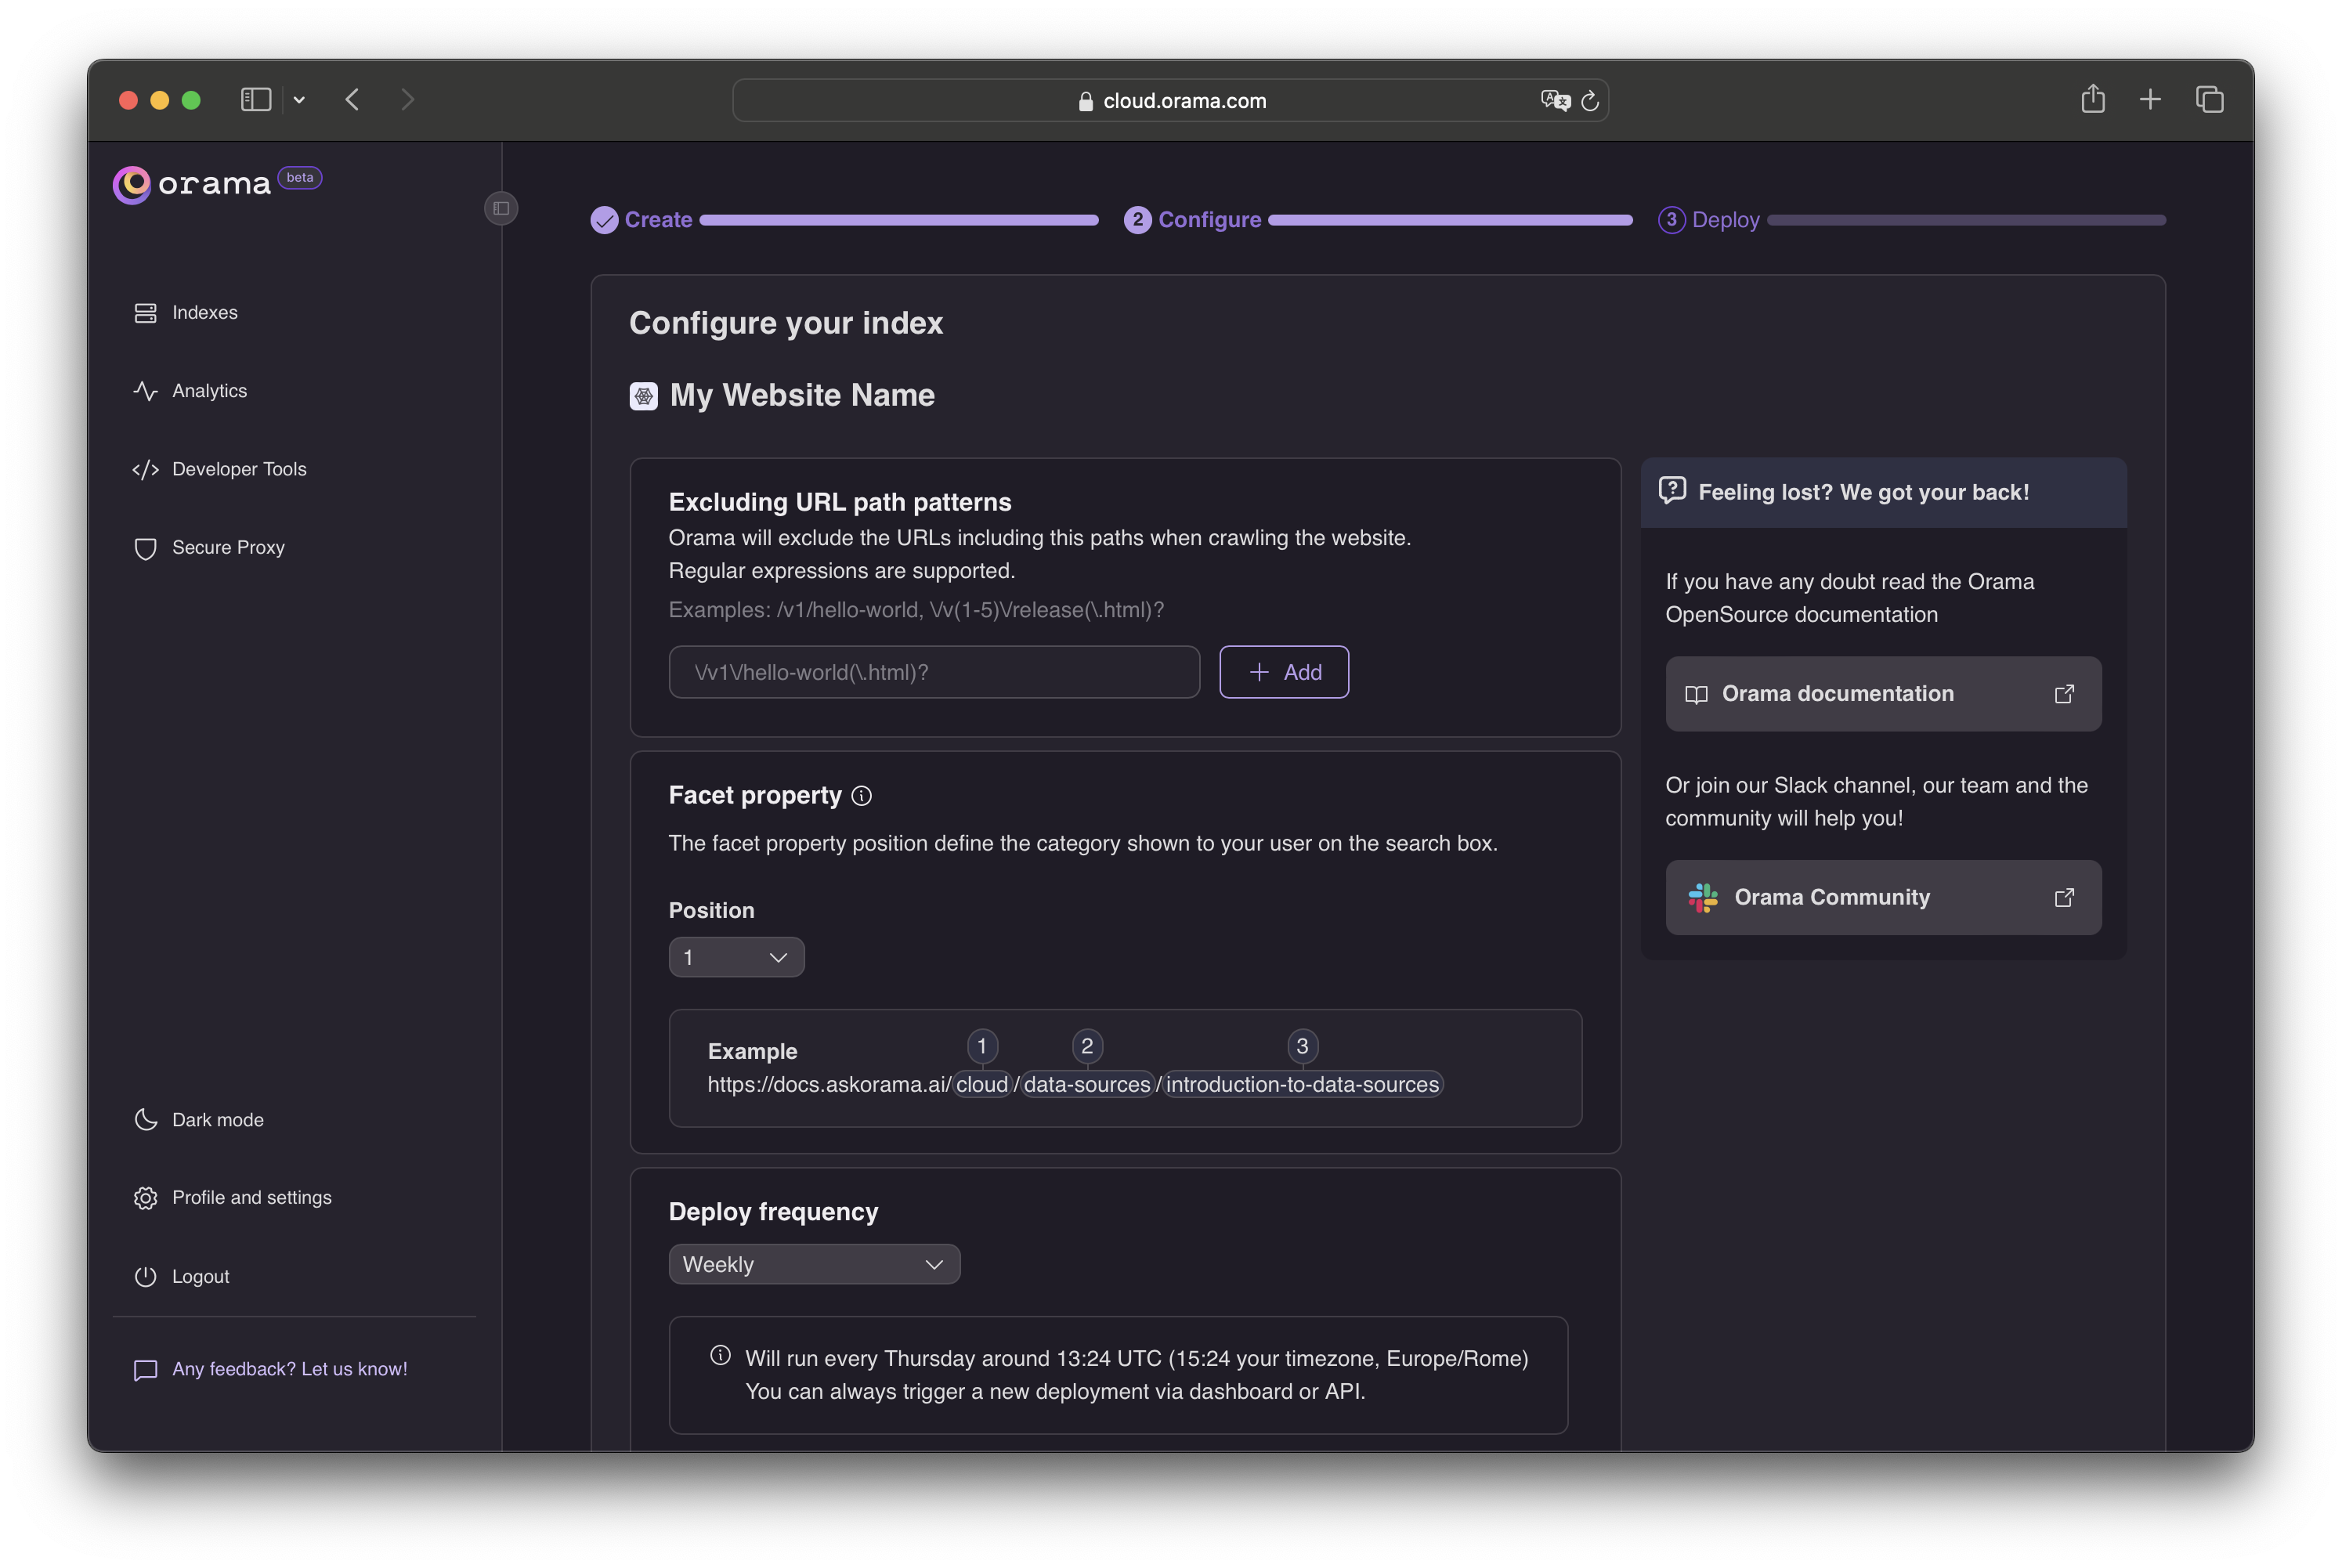 cloud.orama.com
orama beta
Indexes
Analytics
Developer Tools
Secure Proxy
Dark mode
Profile and settings
Logout
Any feedback? Let us know!
Create
2 Configure
3 Deploy
Configure your index
My Website Name
Excluding URL path patterns
Orama will exclude the URLs including this paths when crawling the website.
Regular expressions are supported.
Examples: /v1/hello-world, \/v(1-5)\/release(\.html)?
\/v1\/hello-world(\.html)?
Add
Facet property
The facet property position define the category shown to your user on the search box.
Position
1
Example
1 2 3
https://docs.askorama.ai/cloud/data-sources/introduction-to-data-sources
Deploy frequency
Weekly
Will run every Thursday around 13:24 UTC (15:24 your timezone, Europe/Rome)
You can always trigger a new deployment via dashboard or API.
Feeling lost? We got your back!
If you have any doubt read the Orama
OpenSource documentation
Orama documentation
Or join our Slack channel, our team and the
community will help you!
Orama Community